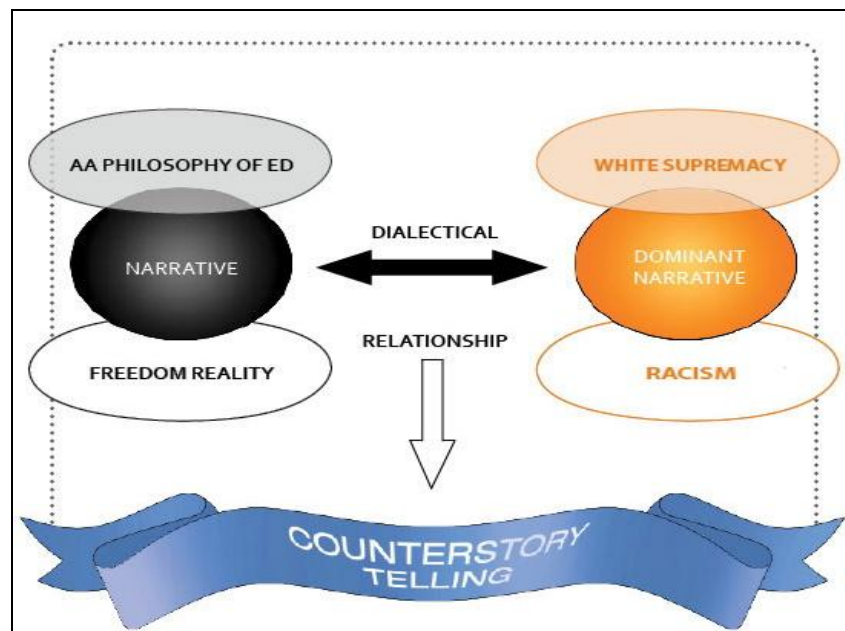 AA PHILOSOPHY OF ED
NARRATIVE
FREEDOM REALITY
DIALECTICAL
RELATIONSHIP
WHITE SUPREMACY
DOMINANT
NARRATIVE
RACISM
COUNTERSTORY
TELLING